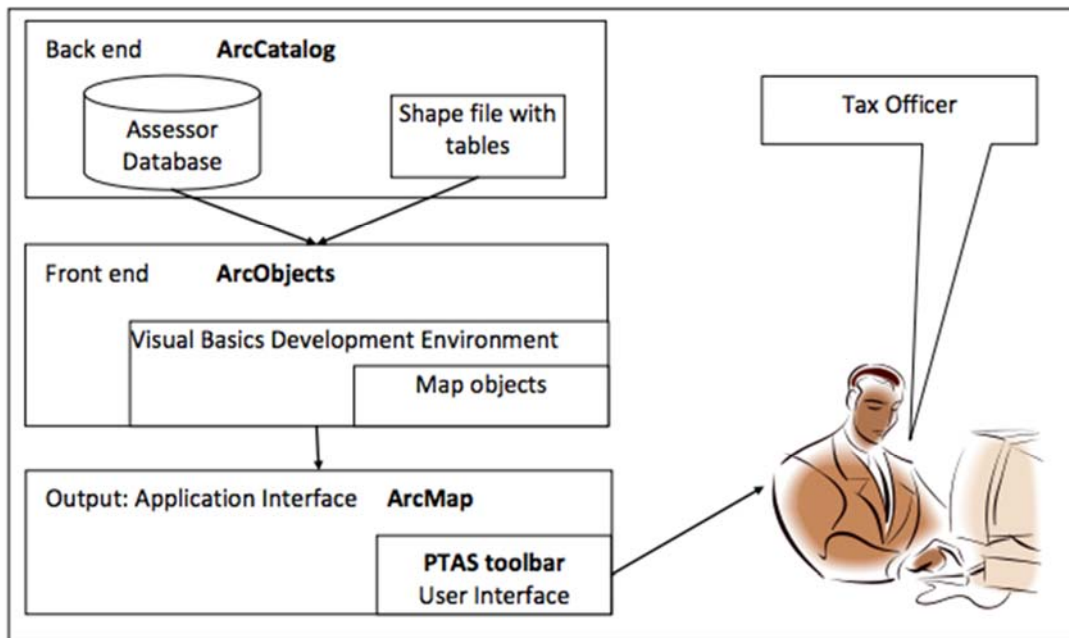 Back end ArcCatalog
Assessor
Database
Shape file with
tables
Tax Officer
Front end ArcObjects
Visual Basics Development Environment
Map objects
Output: Application Interface ArcMap
PTAS toolbar
User Interface